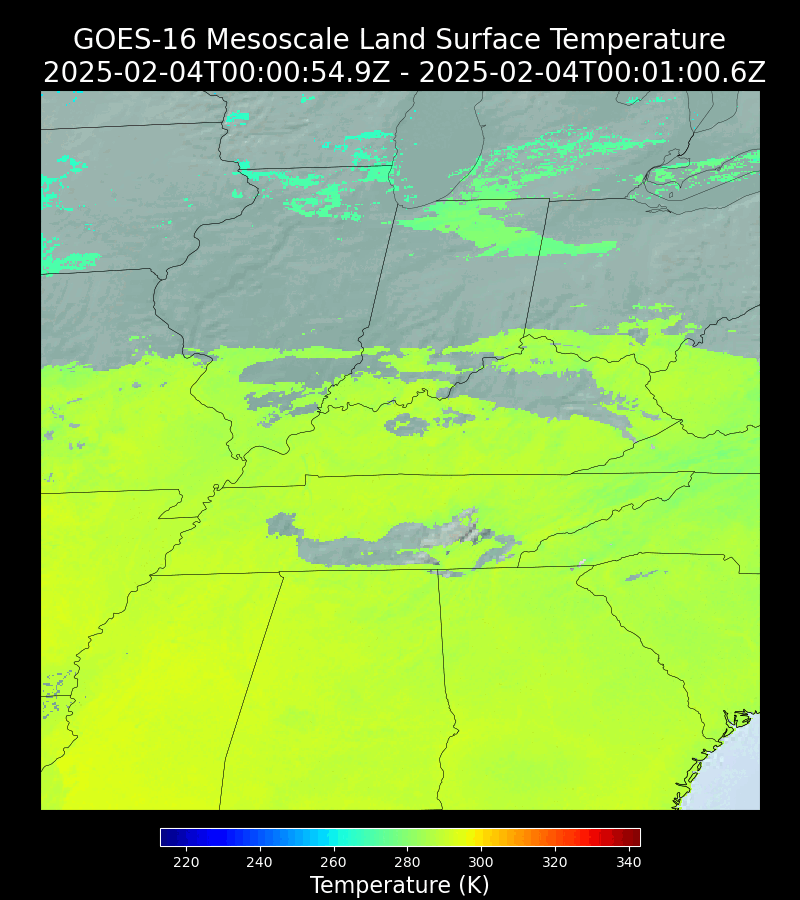 GOES-16 Mesoscale Land Surface Temperature
2025-02-04T00:00:54.9Z - 2025-02-04T00:01:00.6Z
220 240 260 280 300 320 340
Temperature (K)